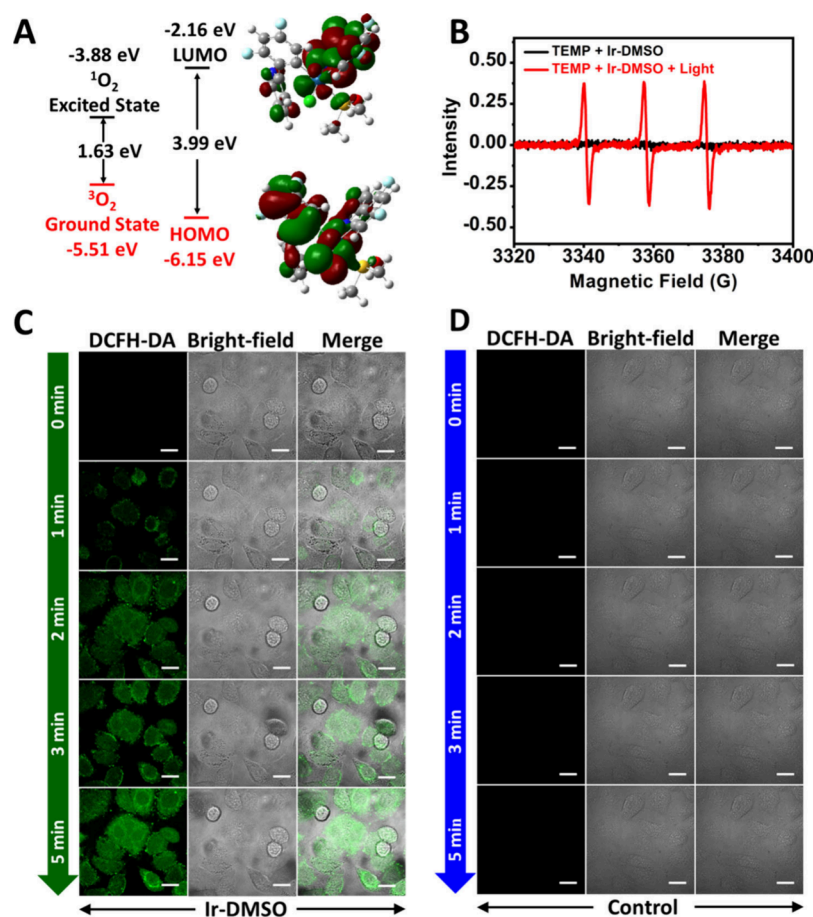 A
-3.88 eV
¹O₂
Excited State
1.63 eV
³O₂
Ground State
-5.51 eV
-2.16 eV
LUMO
3.99 eV
HOMO
-6.15 eV
B
TEMP + Ir-DMSO
TEMP + Ir-DMSO + Light
Intensity
0.50
0.25
0.00
-0.25
-0.50
3320 3340 3360 3380 3400
Magnetic Field (G)
C
DCFH-DA Bright-field Merge
0 min
1 min
2 min
3 min
5 min
Ir-DMSO
D
DCFH-DA Bright-field Merge
0 min
1 min
2 min
3 min
5 min
Control